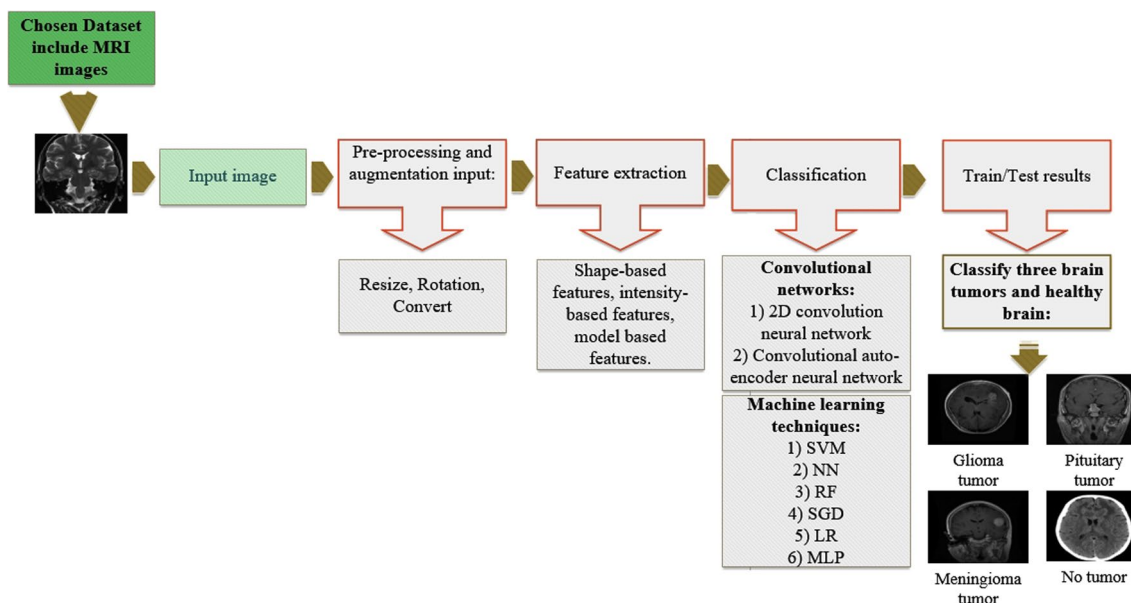 Chosen Dataset
include MRI
images
Input image
Pre-processing and
augmentation input:
Feature extraction
Classification
Train/Test results
Resize, Rotation,
Convert
Shape-based
features, intensity-
based features,
model based
features.
Convolutional
networks:
1) 2D convolution
neural network
2) Convolutional auto-
encoder neural network
Machine learning
techniques:
1) SVM
2) NN
3) RF
4) SGD
5) LR
6) MLP
Classify three brain
tumors and healthy
brain:
Glioma
tumor
Pituitary
tumor
Meningioma
tumor
No tumor